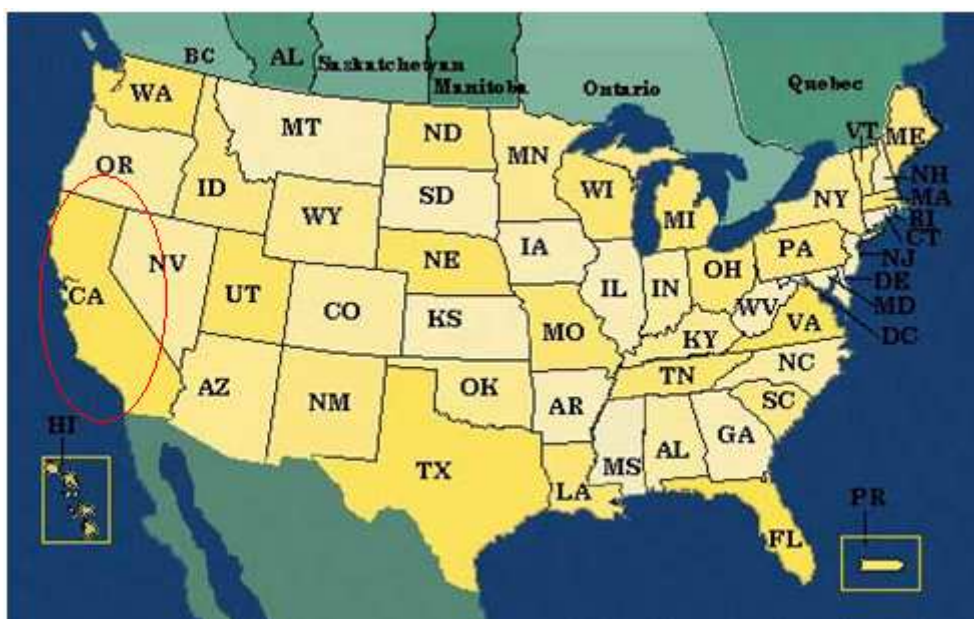 BC
AL
Saskatchewan
Manitoba
Ontario
Quebec
WA
MT
ND
MN
VT
ME
OR
ID
SD
WI
MI
NY
NH
MA
RI
CT
WY
IA
PA
NJ
NV
NE
OH
DE
CA
UT
CO
KS
IL
IN
WV
MD
MO
KY
VA
DC
AZ
NM
OK
AR
TN
NC
SC
HI
TX
LA
MS
AL
GA
PR
FL